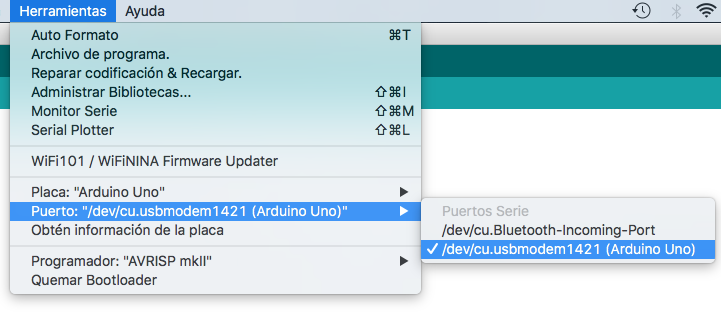 Herramientas Ayuda
Auto Formato ⌘T
Archivo de programa.
Reparar codificación & Recargar.
Administrar Bibliotecas... ⇧⌘I
Monitor Serie ⇧⌘M
Serial Plotter ⇧⌘L
WiFi101 / WiFiNINA Firmware Updater
Placa: "Arduino Uno"
Puerto: "/dev/cu.usbmodem1421 (Arduino Uno)"
Obtén información de la placa
Programador: "AVRISP mkII"
Quemar Bootloader
Puertos Serie
/dev/cu.Bluetooth-Incoming-Port
✓ /dev/cu.usbmodem1421 (Arduino Uno)